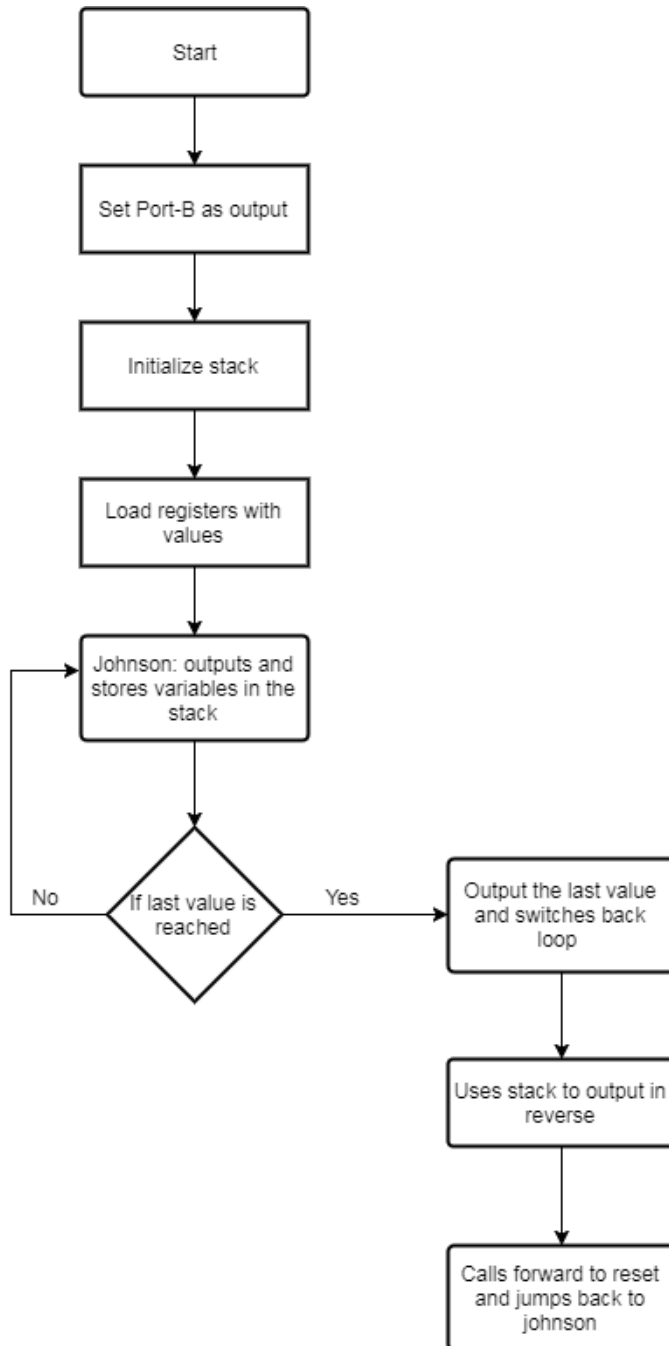 Start
Set Port-B as output
Initialize stack
Load registers with
values
Johnson: outputs and
stores variables in the
stack
If last value is
reached
No
Yes
Output the last value
and switches back
loop
Uses stack to output in
reverse
Calls forward to reset
and jumps back to
johnson